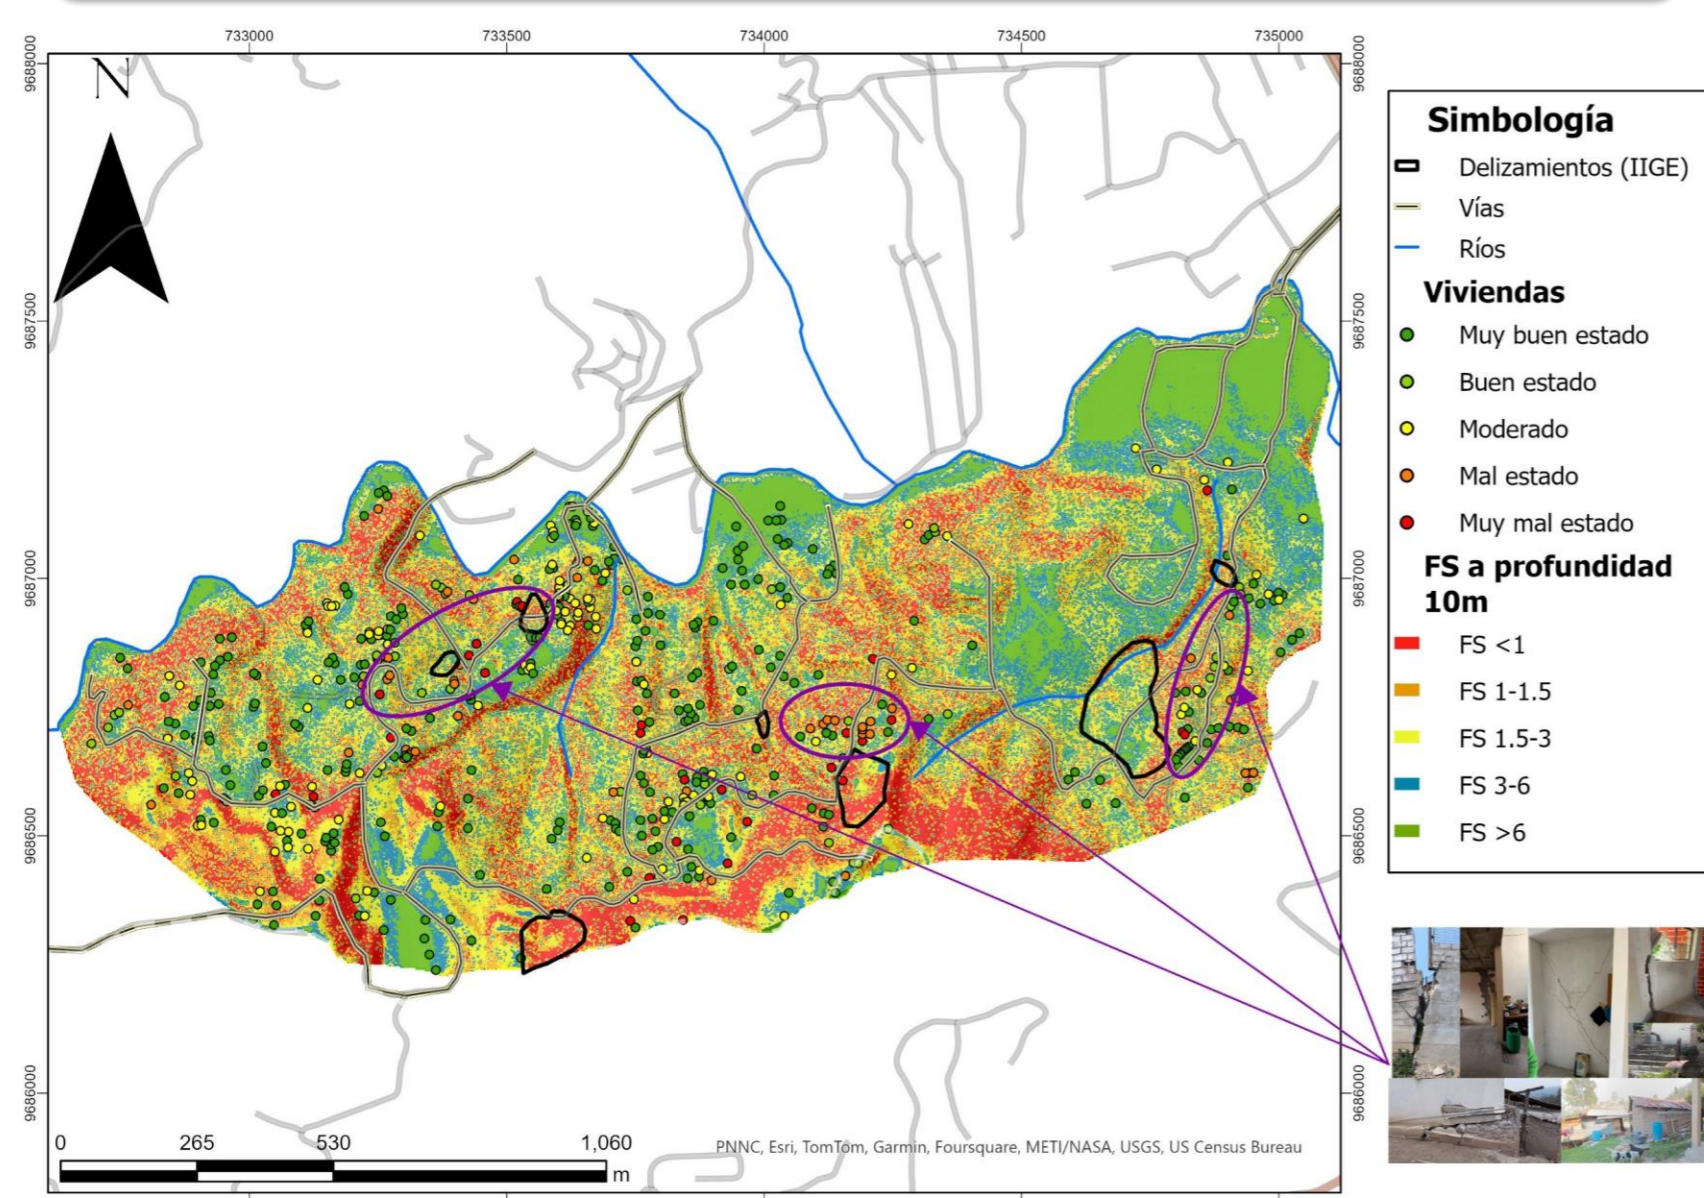 733000 733500 734000 734500 735000
9688000 9688000
N
9687500 9687500
9687000 9687000
9686500 9686500
9686000 9686000
0 265 530 1,060
m
PNNC, Esri, TomTom, Garmin, Foursquare, METI/NASA, USGS, US Census Bureau
Simbología
Delizamientos (IIGE)
Vías
Ríos
Viviendas
Muy buen estado
Buen estado
Moderado
Mal estado
Muy mal estado
FS a profundidad
10m
FS <1
FS 1-1.5
FS 1.5-3
FS 3-6
FS >6